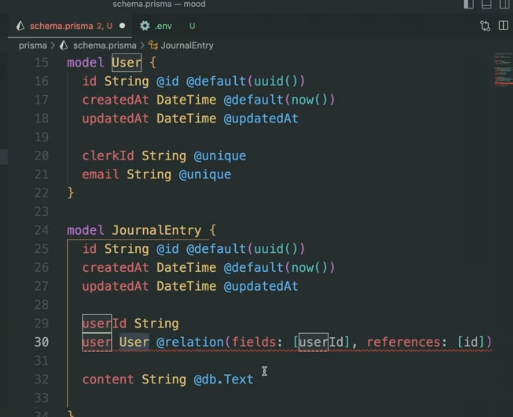 schema.prisma — mood
schema.prisma 2, U
.env U
prisma > schema.prisma > JournalEntry
15 model User {
16 id String @id @default(uuid())
17 createdAt DateTime @default(now())
18 updatedAt DateTime @updatedAt
19
20 clerkId String @unique
21 email String @unique
22 }
23
24 model JournalEntry {
25 id String @id @default(uuid())
26 createdAt DateTime @default(now())
27 updatedAt DateTime @updatedAt
28
29 userId String
30 user User @relation(fields: [userId], references: [id])
31
32 content String @db.Text
33
34 }